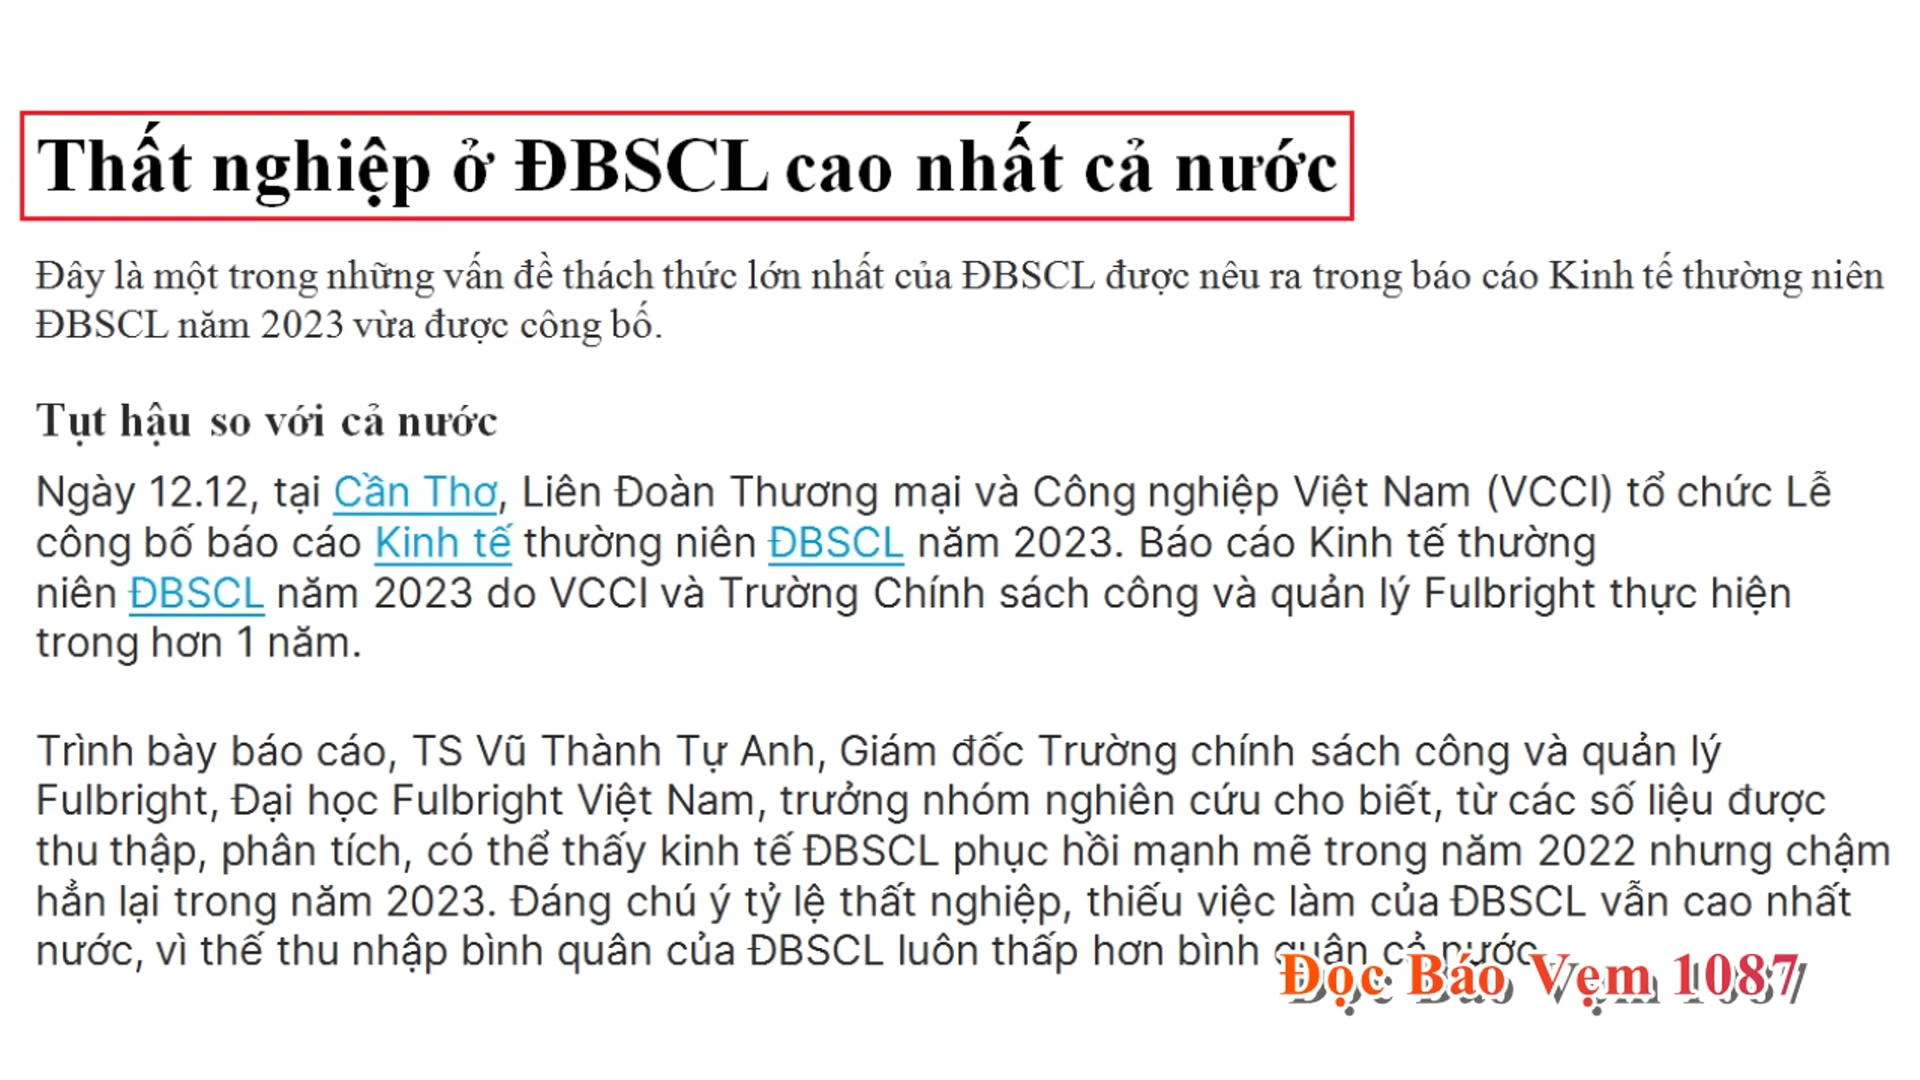 Thất nghiệp ở ĐBSCL cao nhất cả nước
Đây là một trong những vấn đề thách thức lớn nhất của ĐBSCL được nêu ra trong báo cáo Kinh tế thường niên
ĐBSCL năm 2023 vừa được công bố.
Tụt hậu so với cả nước
Ngày 12.12, tại Cần Thơ, Liên Đoàn Thương mại và Công nghiệp Việt Nam (VCCI) tổ chức Lễ
công bố báo cáo Kinh tế thường niên ĐBSCL năm 2023. Báo cáo Kinh tế thường
niên ĐBSCL năm 2023 do VCCI và Trường Chính sách công và quản lý Fulbright thực hiện
trong hơn 1 năm.
Trình bày báo cáo, TS Vũ Thành Tự Anh, Giám đốc Trường chính sách công và quản lý
Fulbright, Đại học Fulbright Việt Nam, trưởng nhóm nghiên cứu cho biết, từ các số liệu được
thu thập, phân tích, có thể thấy kinh tế ĐBSCL phục hồi mạnh mẽ trong năm 2022 nhưng chậm
hẳn lại trong năm 2023. Đáng chú ý tỷ lệ thất nghiệp, thiếu việc làm của ĐBSCL vẫn cao nhất
nước, vì thế thu nhập bình quân của ĐBSCL luôn thấp hơn bình quân cả nước
Đọc Báo Vẹm 1087